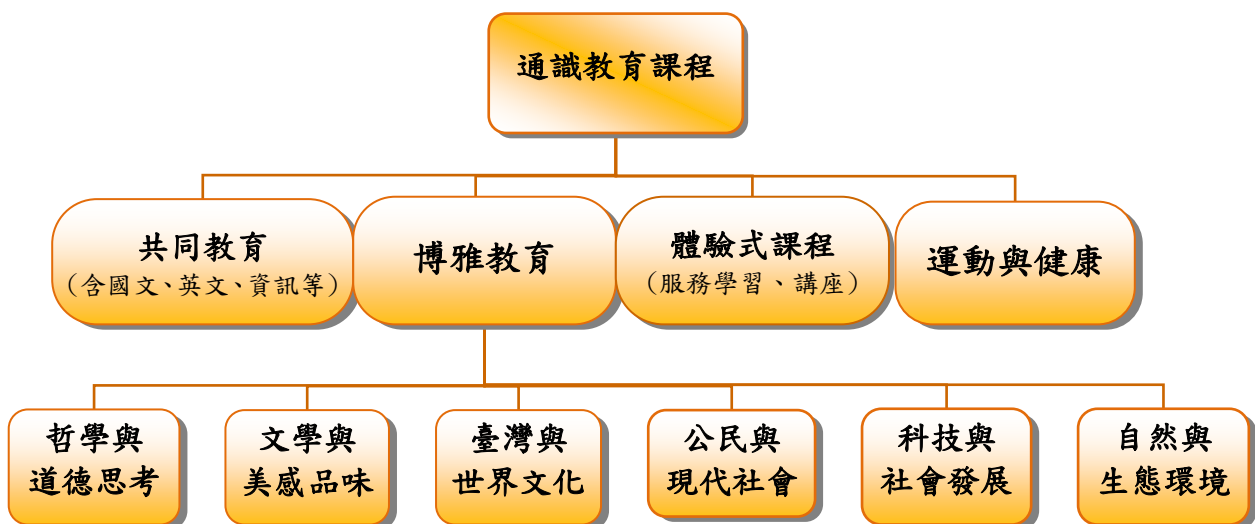 通識教育課程
共同教育
（含國文、英文、資訊等）
博雅教育
體驗式課程
（服務學習、講座）
運動與健康
哲學與
道德思考
文學與
美感品味
臺灣與
世界文化
公民與
現代社會
科技與
社會發展
自然與
生態環境